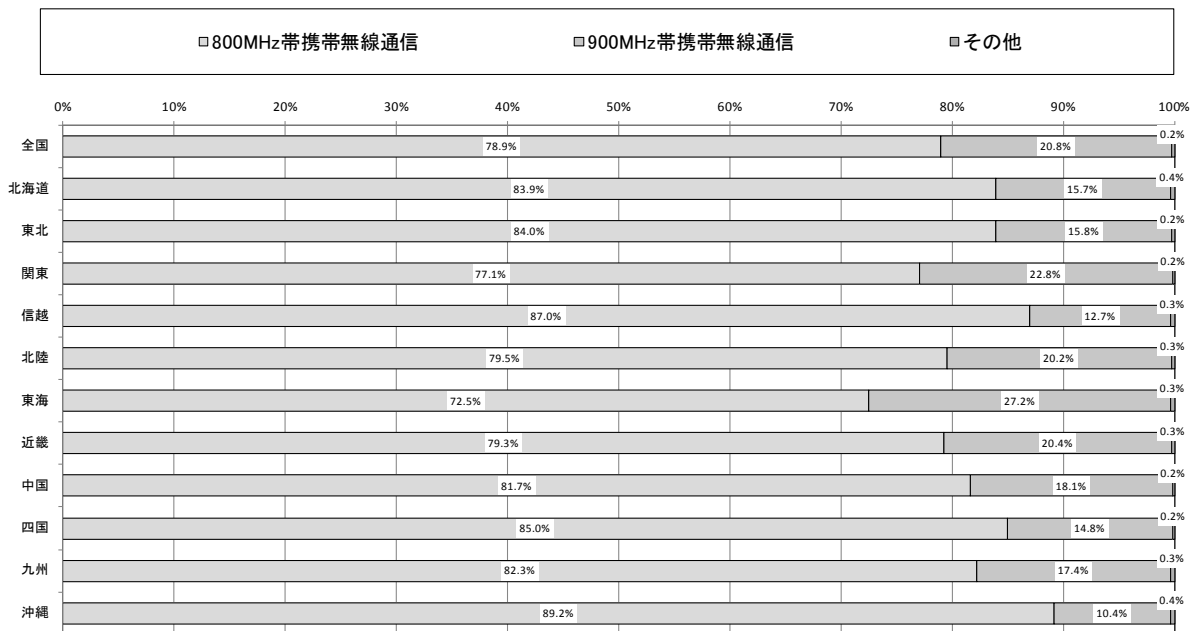 800MHz帯携帯無線通信 900MHz帯携帯無線通信 その他
0% 10% 20% 30% 40% 50% 60% 70% 80% 90% 100%
全国 78.9% 20.8% 0.2%
北海道 83.9% 15.7% 0.4%
東北 84.0% 15.8% 0.2%
関東 77.1% 22.8% 0.2%
信越 87.0% 12.7% 0.3%
北陸 79.5% 20.2% 0.3%
東海 72.5% 27.2% 0.3%
近畿 79.3% 20.4% 0.3%
中国 81.7% 18.1% 0.2%
四国 85.0% 14.8% 0.2%
九州 82.3% 17.4% 0.3%
沖縄 89.2% 10.4% 0.4%